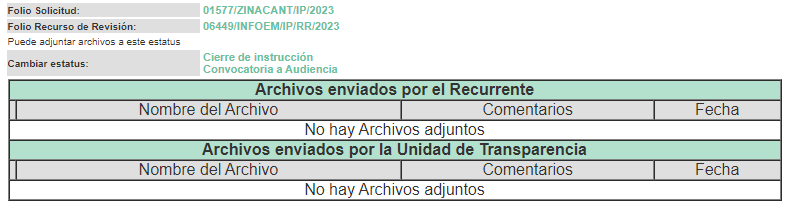 Folio Solicitud: 01577/ZINACANT/IP/2023
Folio Recurso de Revisión: 06449/INFOEM/IP/RR/2023
Puede adjuntar archivos a este estatus
Cambiar estatus: Cierre de instrucción
Convocatoria a Audiencia
Archivos enviados por el Recurrente
Nombre del Archivo Comentarios Fecha
No hay Archivos adjuntos
Archivos enviados por la Unidad de Transparencia
Nombre del Archivo Comentarios Fecha
No hay Archivos adjuntos